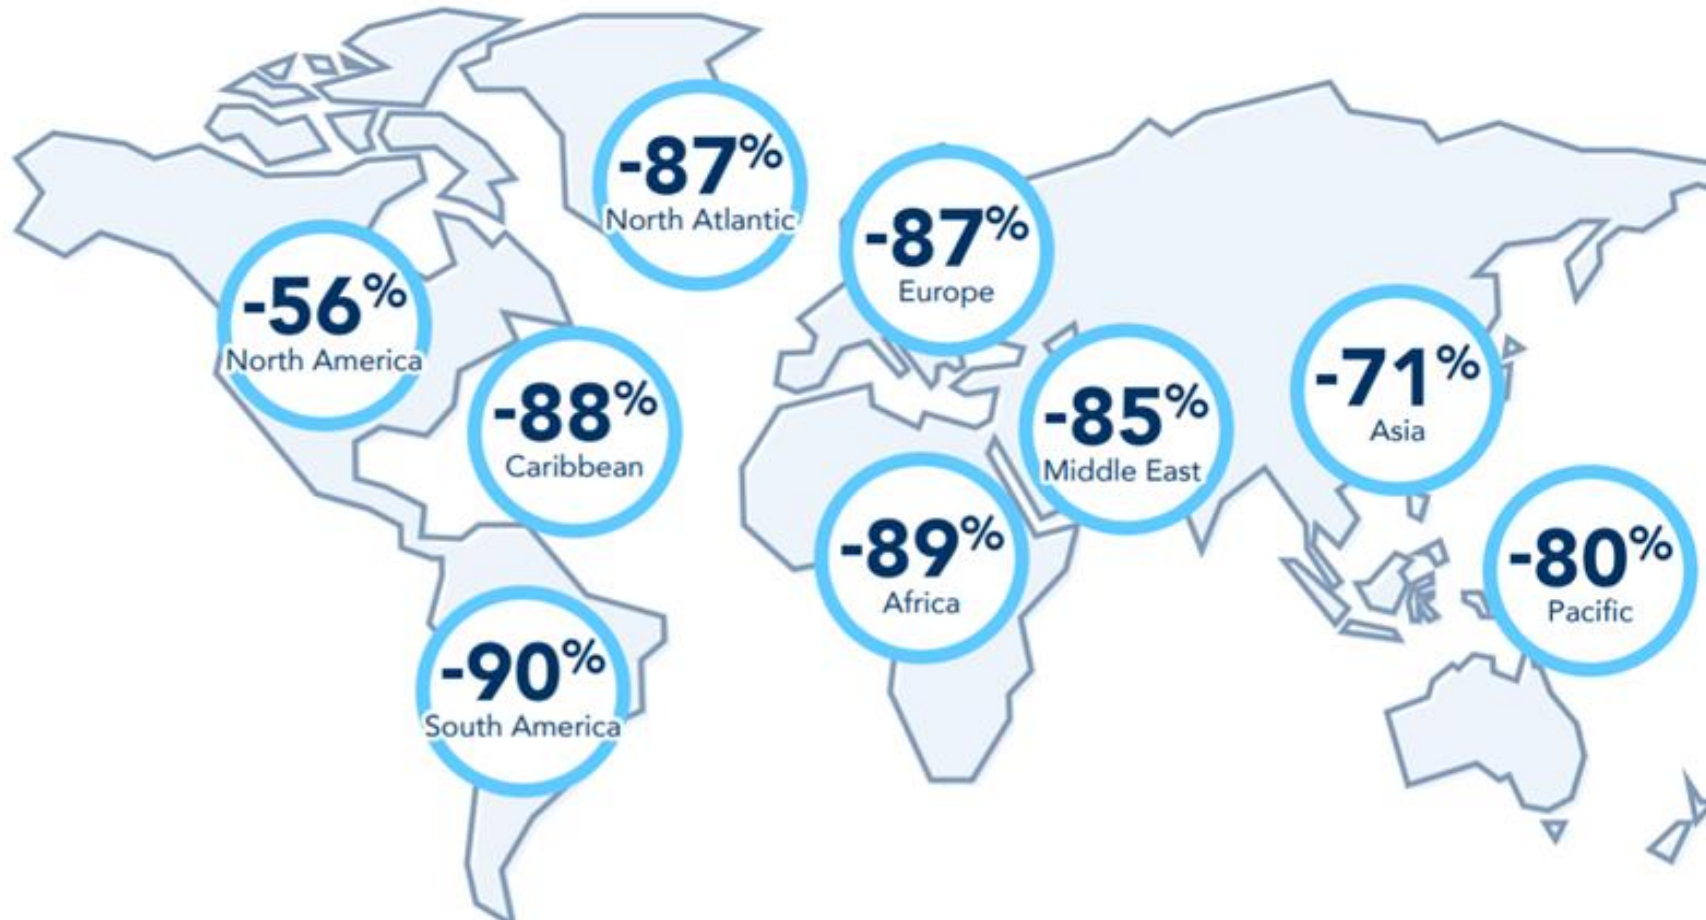 -87%
North Atlantic
-87%
Europe
-56%
North America
-88%
Caribbean
-85%
Middle East
-71%
Asia
-89%
Africa
-80%
Pacific
-90%
South America